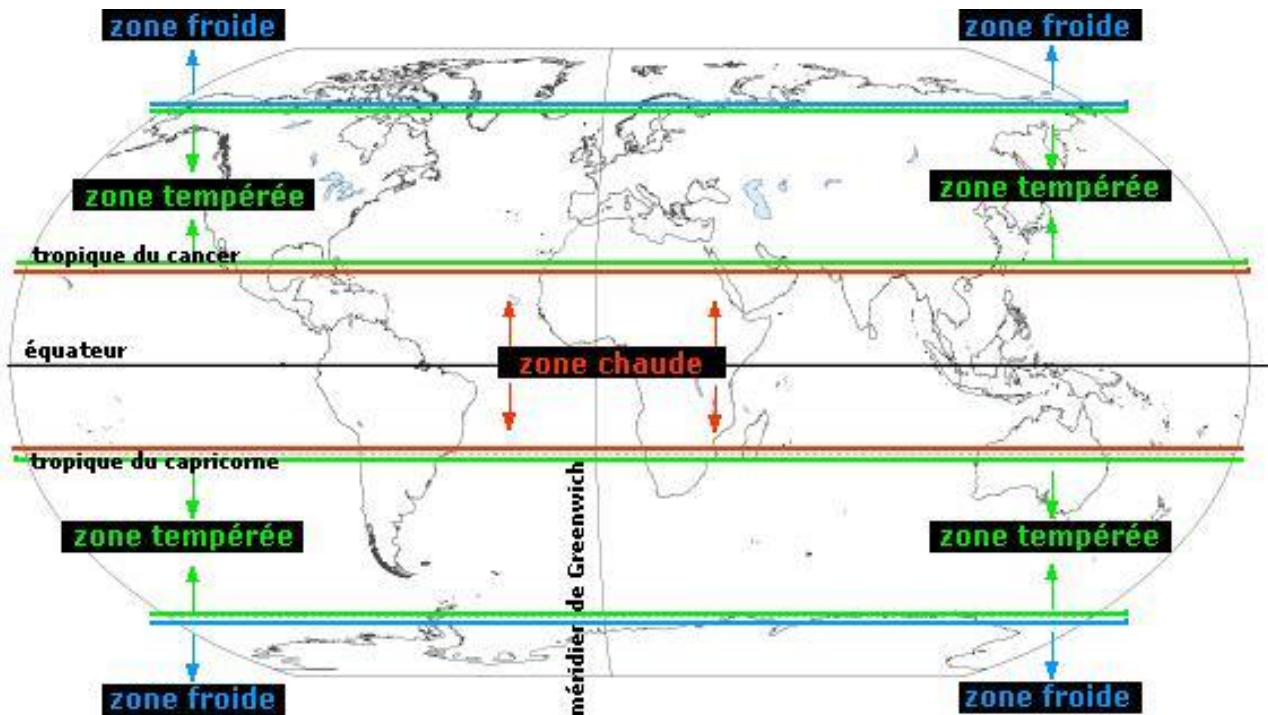 zone froide
zone froide
zone tempérée
zone tempérée
tropique du cancer
équateur
zone chaude
tropique du capricorne
zone tempérée
zone tempérée
méridier de Greenwich
zone froide
zone froide